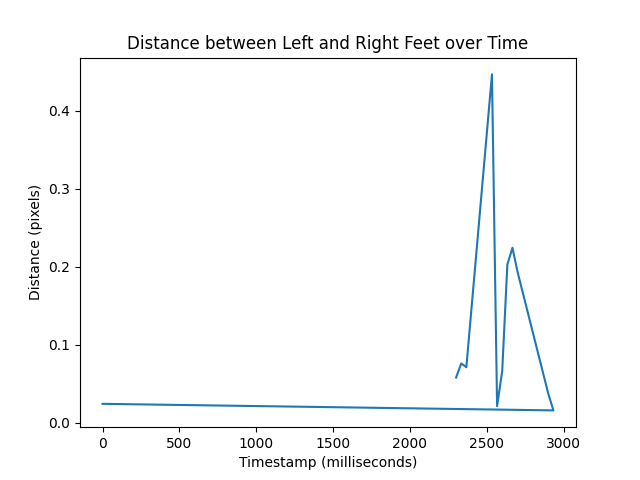 Distance between Left and Right Feet over Time
Distance (pixels)
0.4
0.3
0.2
0.1
0.0
0 500 1000 1500 2000 2500 3000
Timestamp (milliseconds)